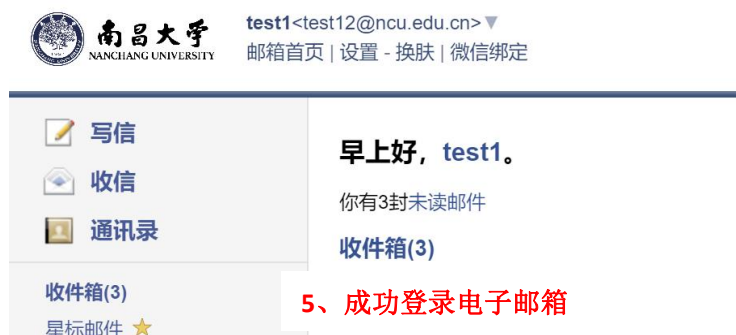 南昌大学
NANCHANG UNIVERSITY
test1<test12@ncu.edu.cn>▼
邮箱首页 | 设置 - 换肤 | 微信绑定
写信
收信
通讯录
收件箱(3)
星标邮件
早上好，test1。
你有3封未读邮件
收件箱(3)
5、成功登录电子邮箱